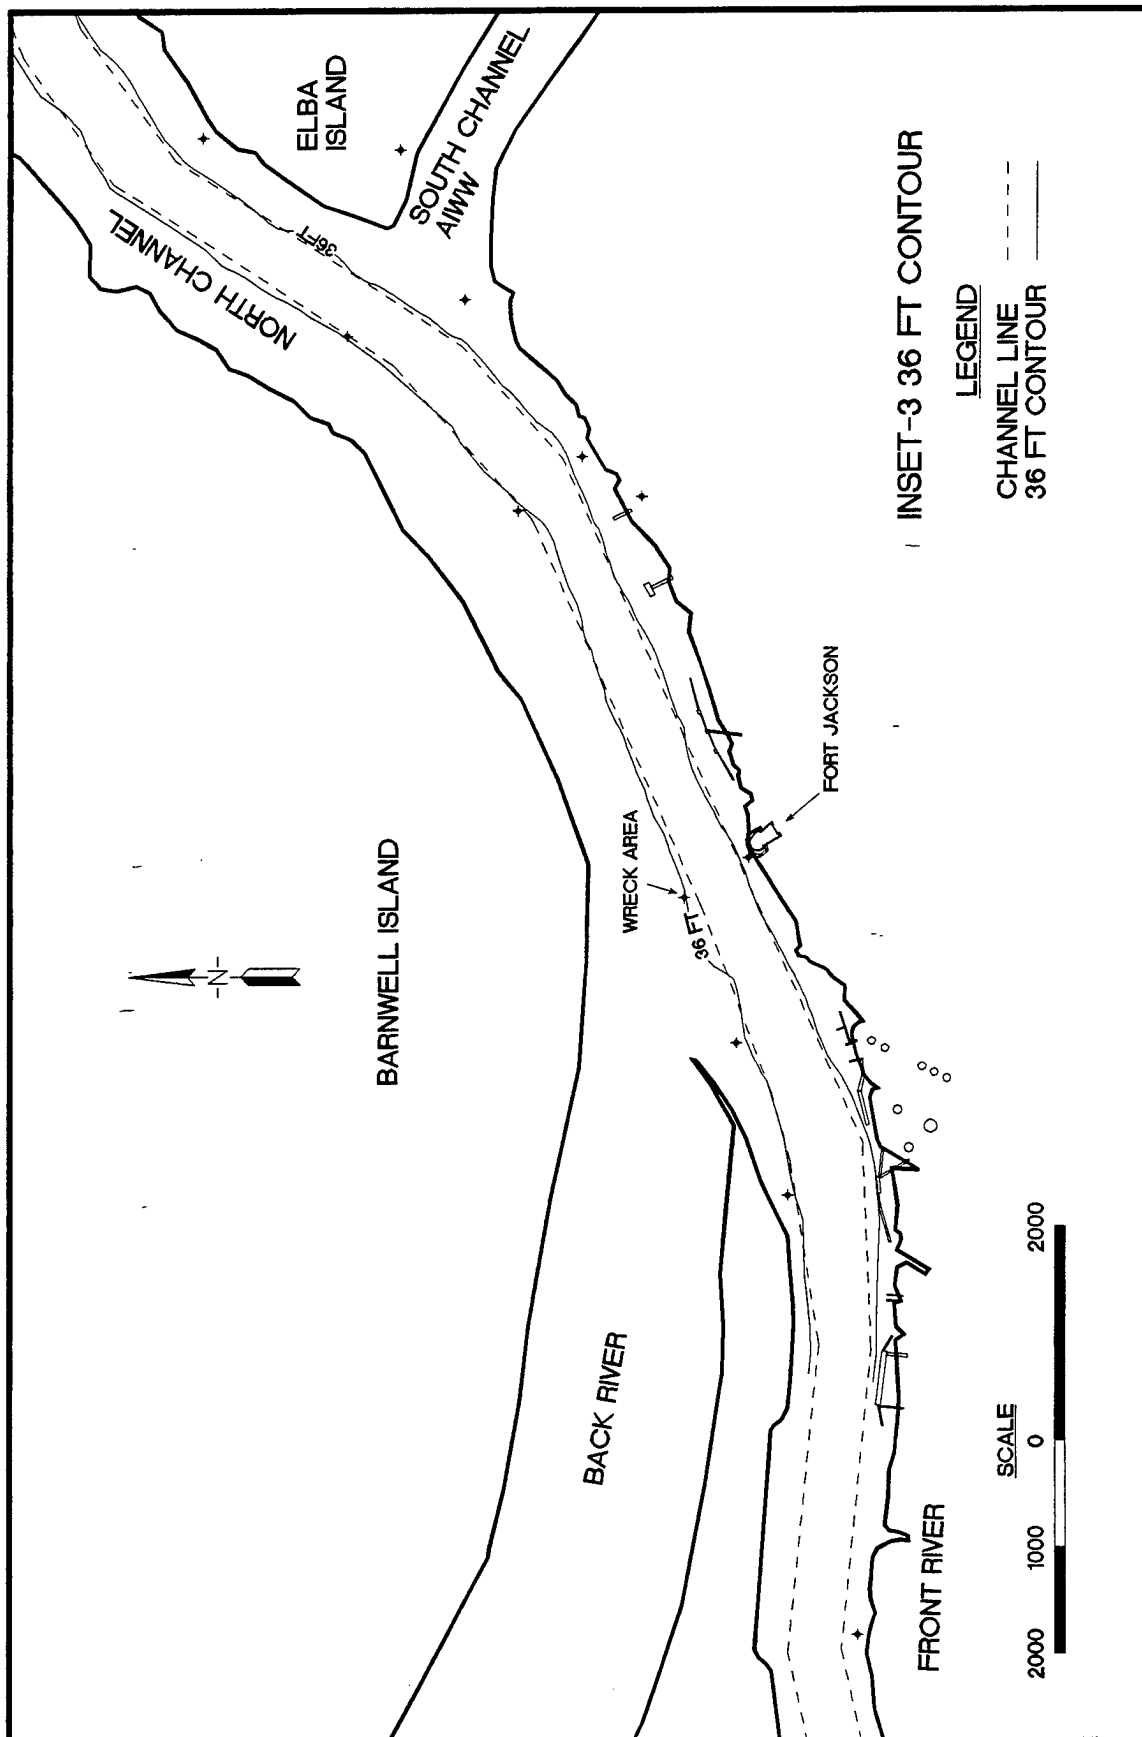 ELBA
ISLAND
SOUTH CHANNEL
AIWW
NORTH CHANNEL
36FT
BARNWELL ISLAND
-N-
WRECK AREA
36 FT
FORT JACKSON
BACK RIVER
FRONT RIVER
INSET-3 36 FT CONTOUR
LEGEND
CHANNEL LINE
36 FT CONTOUR
SCALE
2000 1000 0 2000